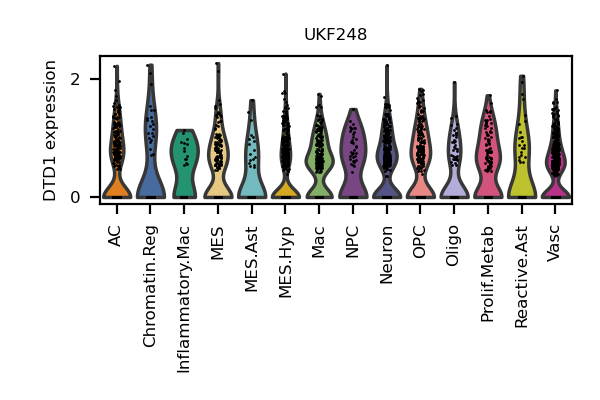 UKF248
DTD1 expression
2
0
AC
Chromatin.Reg
Inflammatory.Mac
MES
MES.Ast
MES.Hyp
Mac
NPC
Neuron
OPC
Oligo
Prolif.Metab
Reactive.Ast
Vasc